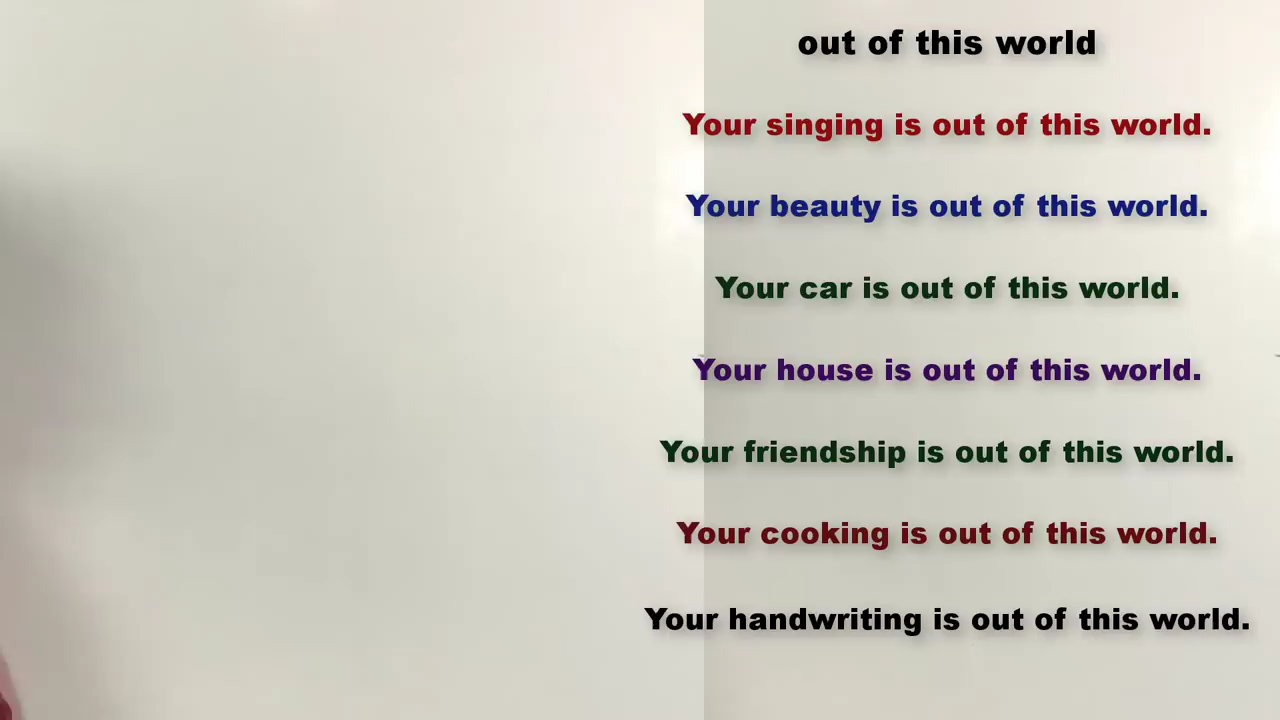 out of this world
Your singing is out of this world.
Your beauty is out of this world.
Your car is out of this world.
Your house is out of this world.
Your friendship is out of this world.
Your cooking is out of this world.
Your handwriting is out of this world.